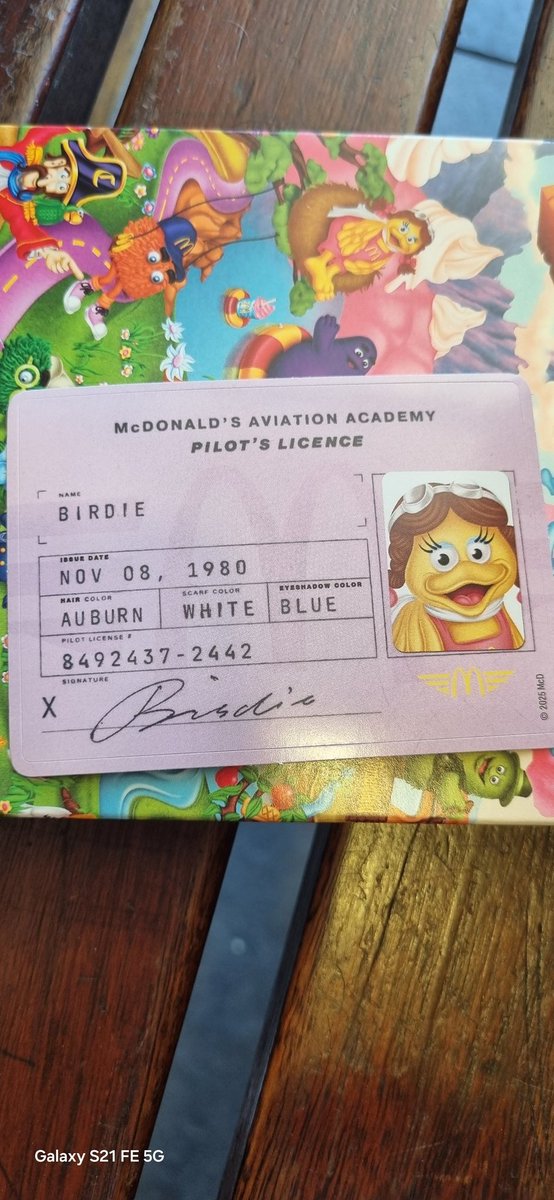 McDONALD'S AVIATION ACADEMY
PILOT'S LICENCE
NAME
BIRDIE
ISSUE DATE
NOV 08, 1980
HAIR COLOR
AUBURN
SCARF COLOR
WHITE
EYESHADOW COLOR
BLUE
PILOT LICENSE #
8492437-2442
SIGNATURE
X Birdie
© 2025 McD
Galaxy S21 FE 5G